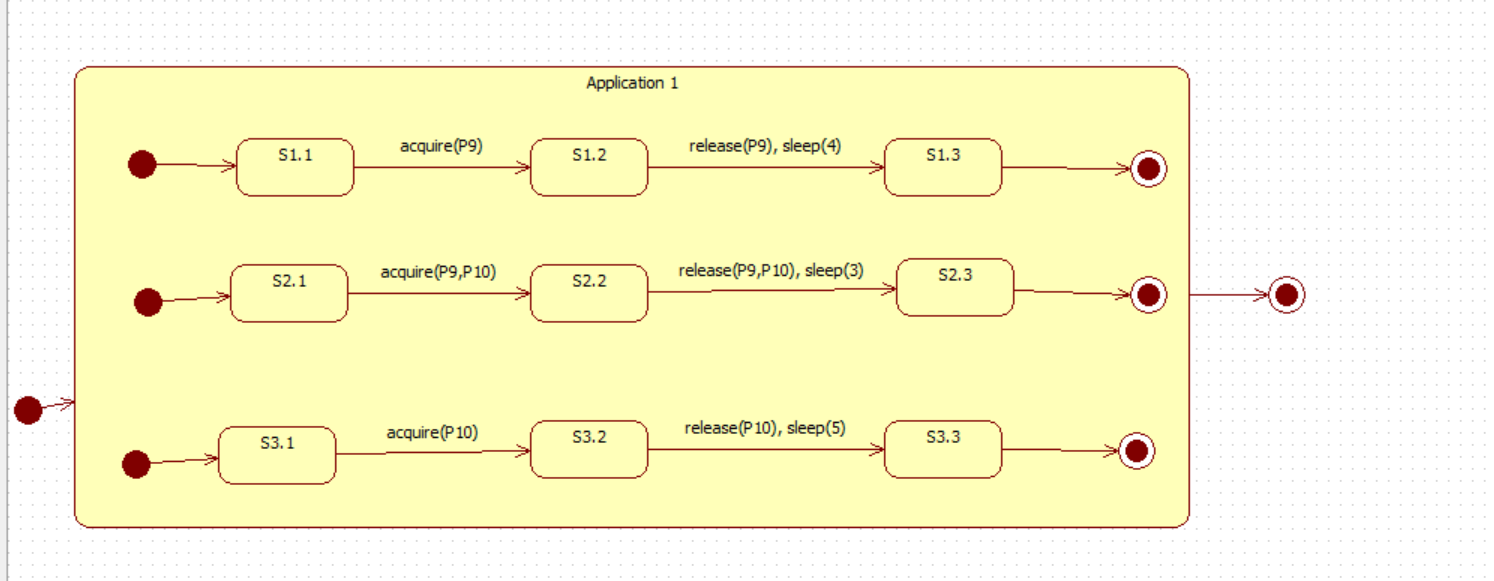 Application 1
S1.1
acquire(P9)
S1.2
release(P9), sleep(4)
S1.3
S2.1
acquire(P9,P10)
S2.2
release(P9,P10), sleep(3)
S2.3
S3.1
acquire(P10)
S3.2
release(P10), sleep(5)
S3.3